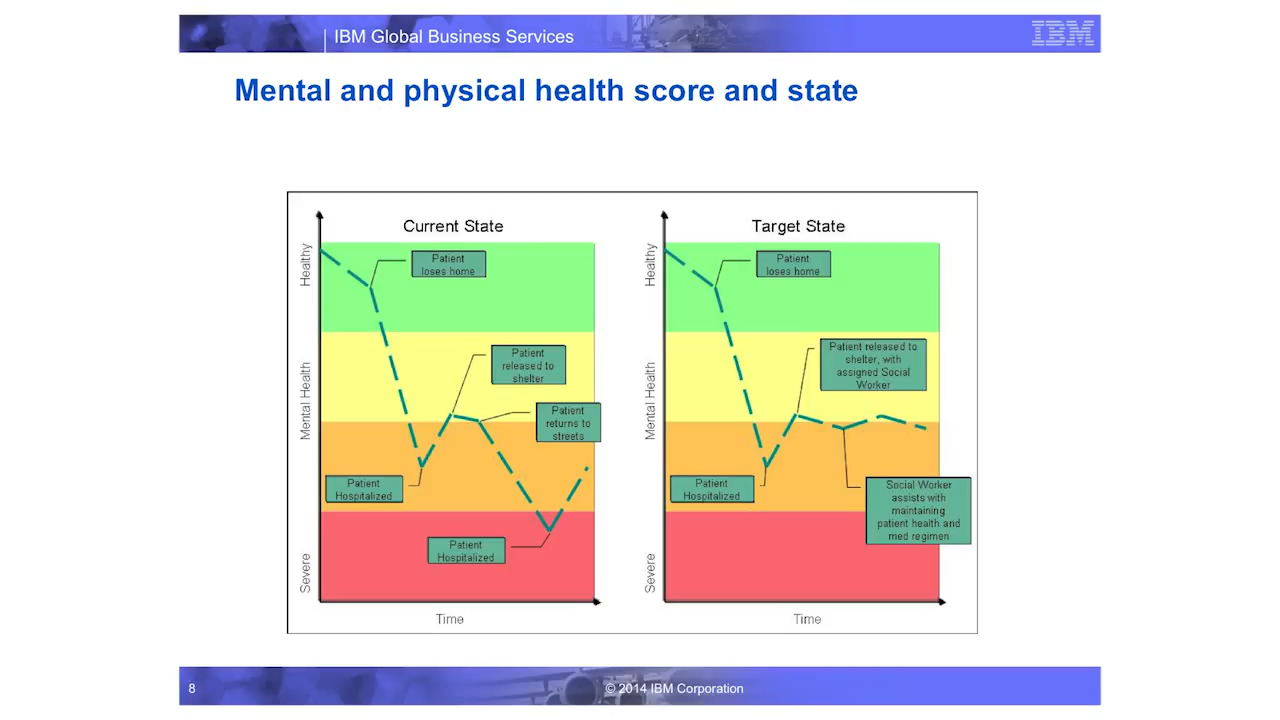 IBM Global Business Services
IBM
Mental and physical health score and state
Current State
Healthy
Mental Health
Severe
Patient
loses home
Patient
released to
shelter
Patient
returns to
streets
Patient
Hospitalized
Patient
Hospitalized
Time
Target State
Healthy
Mental Health
Severe
Patient
loses home
Patient released to
shelter, with
assigned Social
Worker
Patient
Hospitalized
Social Worker
assists with
maintaining
patient health and
med regimen
Time
8
© 2014 IBM Corporation